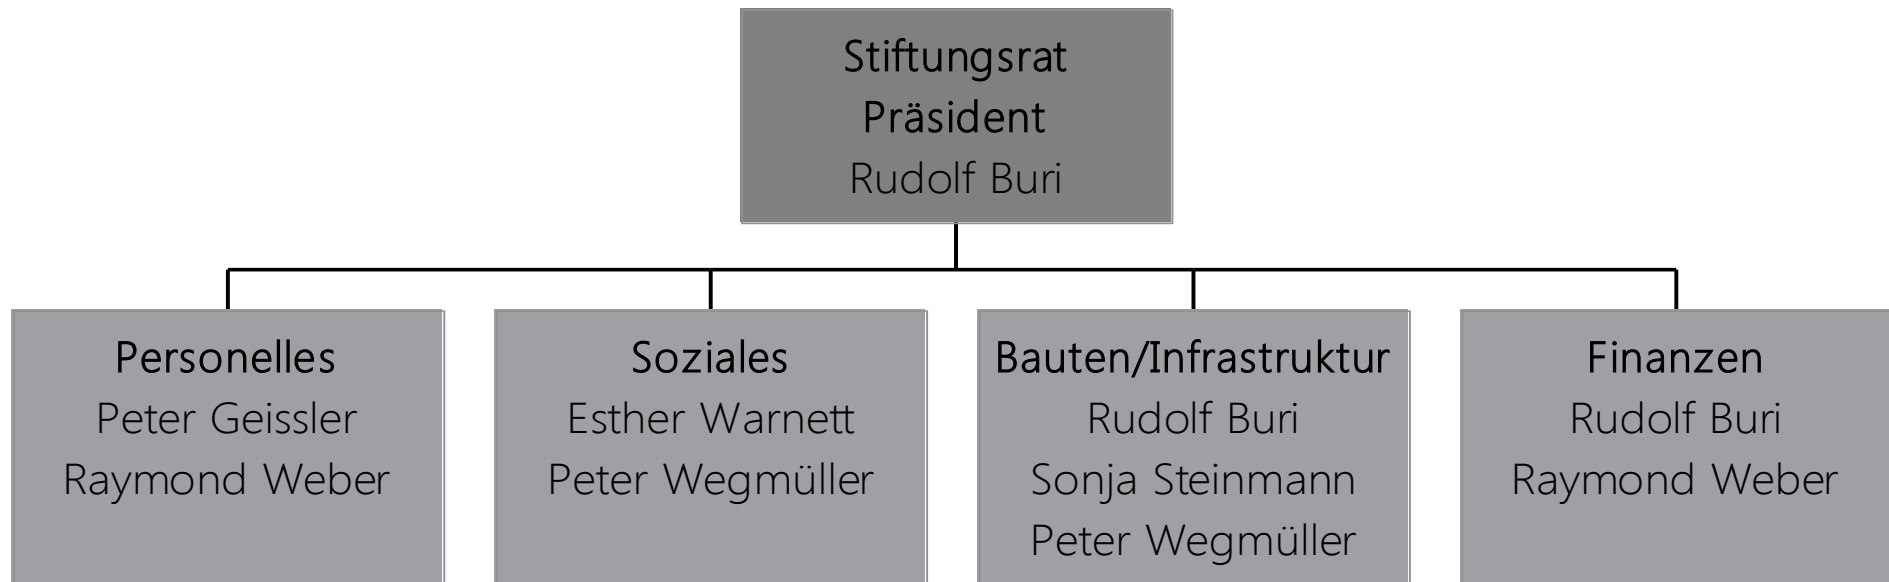 Stiftungsrat
Präsident
Rudolf Buri
Personelles
Peter Geissler
Raymond Weber
Soziales
Esther Warnett
Peter Wegmüller
Bauten/Infrastruktur
Rudolf Buri
Sonja Steinmann
Peter Wegmüller
Finanzen
Rudolf Buri
Raymond Weber